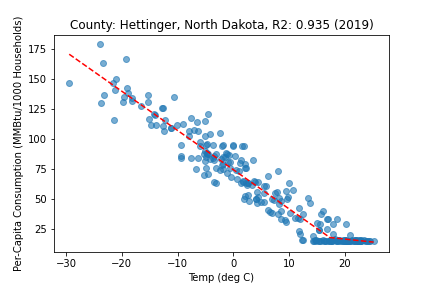 County: Hettinger, North Dakota, R2: 0.935 (2019)
Per-Capita Consumption (MMBtu/1000 Households)
175
150
125
100
75
50
25
−30 −20 −10 0 10 20
Temp (deg C)